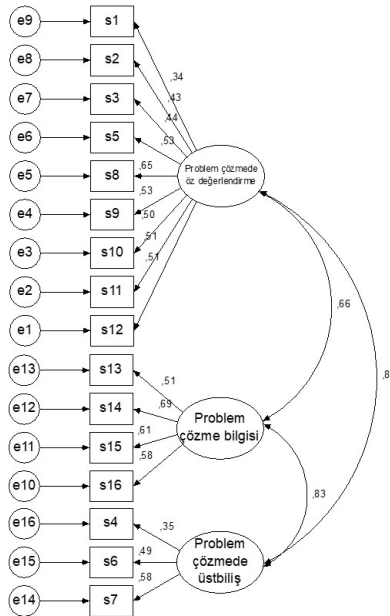 e9 s1
e8 s2
,34
e7 s3
,43
,44
e6 s5
,53
e5 s8
,65
Problem çözmede
öz değerlendirme
e4 s9
,53
,50
e3 s10
,51
e2 s11
,51
e1 s12
,66
e13 s13
,51
,8
e12 s14
,69
Problem
çözme bilgisi
e11 s15
,61
e10 s16
,58
,83
e16 s4
,35
e15 s6
,49
Problem
çözmede
üstbiliş
e14 s7
,58